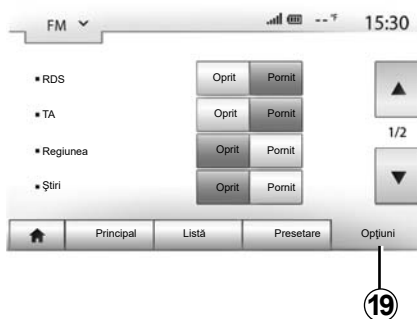 FM -- °F 15:30
RDS Oprit Pornit
TA Oprit Pornit
1/2
Regiunea Oprit Pornit
Ştiri Oprit Pornit
Principal Listă Presetare Opţiuni
19